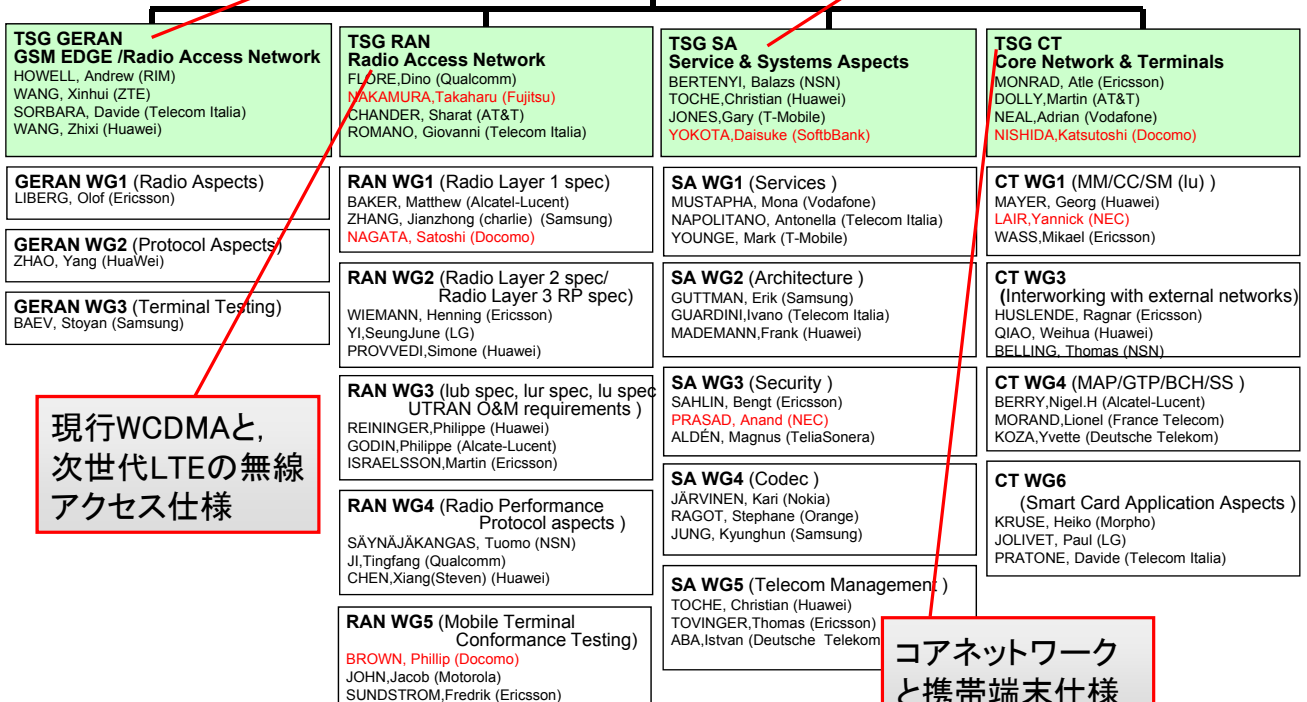 TSG GERAN
GSM EDGE /Radio Access Network
HOWELL, Andrew (RIM)
WANG, Xinhui (ZTE)
SORBARA, Davide (Telecom Italia)
WANG, Zhixi (Huawei)
GERAN WG1 (Radio Aspects)
LIBERG, Olof (Ericsson)
GERAN WG2 (Protocol Aspects)
ZHAO, Yang (HuaWei)
GERAN WG3 (Terminal Testing)
BAEV, Stoyan (Samsung)
現行WCDMAと,
次世代LTEの無線
アクセス仕様
TSG RAN
Radio Access Network
FLORE,Dino (Qualcomm)
NAKAMURA,Takaharu (Fujitsu)
CHANDER, Sharat (AT&T)
ROMANO, Giovanni (Telecom Italia)
RAN WG1 (Radio Layer 1 spec)
BAKER, Matthew (Alcatel-Lucent)
ZHANG, Jianzhong (charlie) (Samsung)
NAGATA, Satoshi (Docomo)
RAN WG2 (Radio Layer 2 spec/
Radio Layer 3 RP spec)
WIEMANN, Henning (Ericsson)
YI,SeungJune (LG)
PROVVEDI,Simone (Huawei)
RAN WG3 (lub spec, lur spec, lu spec
UTRAN O&M requirements )
REININGER,Philippe (Huawei)
GODIN,Philippe (Alcate-Lucent)
ISRAELSSON,Martin (Ericsson)
RAN WG4 (Radio Performance
Protocol aspects )
SÄYNÄJÄKANGAS, Tuomo (NSN)
JI,Tingfang (Qualcomm)
CHEN,Xiang(Steven) (Huawei)
RAN WG5 (Mobile Terminal
Conformance Testing)
BROWN, Phillip (Docomo)
JOHN,Jacob (Motorola)
SUNDSTROM,Fredrik (Ericsson)
TSG SA
Service & Systems Aspects
BERTENYI, Balazs (NSN)
TOCHE,Christian (Huawei)
JONES,Gary (T-Mobile)
YOKOTA,Daisuke (SoftbBank)
SA WG1 (Services )
MUSTAPHA, Mona (Vodafone)
NAPOLITANO, Antonella (Telecom Italia)
YOUNGE, Mark (T-Mobile)
SA WG2 (Architecture )
GUTTMAN, Erik (Samsung)
GUARDINI,Ivano (Telecom Italia)
MADEMANN,Frank (Huawei)
SA WG3 (Security )
SAHLIN, Bengt (Ericsson)
PRASAD, Anand (NEC)
ALDÉN, Magnus (TeliaSonera)
SA WG4 (Codec )
JÄRVINEN, Kari (Nokia)
RAGOT, Stephane (Orange)
JUNG, Kyunghun (Samsung)
SA WG5 (Telecom Management )
TOCHE, Christian (Huawei)
TOVINGER,Thomas (Ericsson)
ABA,Istvan (Deutsche Telekom
TSG CT
Core Network & Terminals
MONRAD, Atle (Ericsson)
DOLLY,Martin (AT&T)
NEAL,Adrian (Vodafone)
NISHIDA,Katsutoshi (Docomo)
CT WG1 (MM/CC/SM (lu) )
MAYER, Georg (Huawei)
LAIR,Yannick (NEC)
WASS,Mikael (Ericsson)
CT WG3
(Interworking with external networks)
HUSLENDE, Ragnar (Ericsson)
QIAO, Weihua (Huawei)
BELLING, Thomas (NSN)
CT WG4 (MAP/GTP/BCH/SS )
BERRY,Nigel.H (Alcatel-Lucent)
MORAND,Lionel (France Telecom)
KOZA,Yvette (Deutsche Telekom)
CT WG6
(Smart Card Application Aspects )
KRUSE, Heiko (Morpho)
JOLIVET, Paul (LG)
PRATONE, Davide (Telecom Italia)
コアネットワーク
と携帯端末仕様